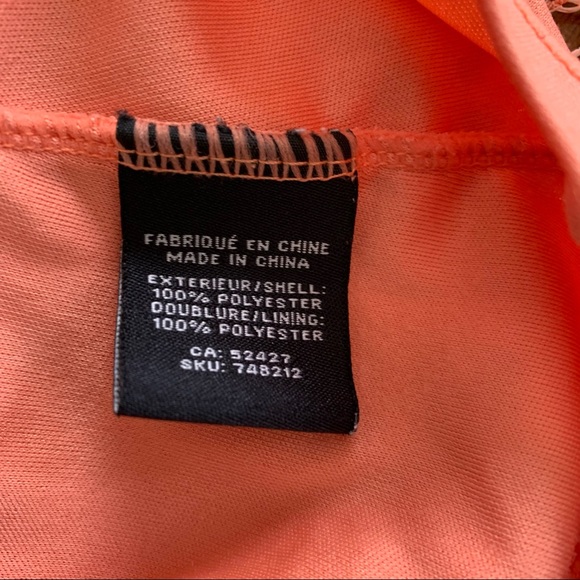 FABRIQUÉ EN CHINE
MADE IN CHINA
EXTERIEUR/SHELL:
100% POLYESTER
DOUBLURE/LINING:
100% POLYESTER
CA: 52427
SKU: 748212